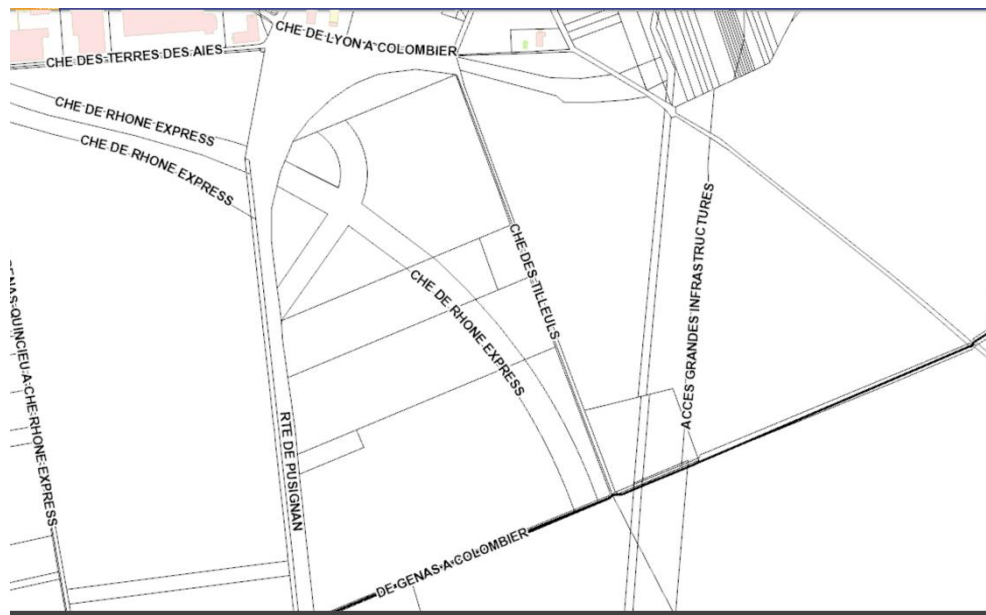 CHE DE LYON A COLOMBIER
CHE DES TERRES DES AIES
CHE DE RHONE EXPRESS
CHE DE RHONE EXPRESS
ACCES GRANDES INFRASTRUCTURES
CHE DES TILLEULS
CHE DE RHONE EXPRESS
GENAS QUINCIEU A CHE RHONE EXPRESS
RTE DE PUSIGNAN
DE GENAS A COLOMBIER